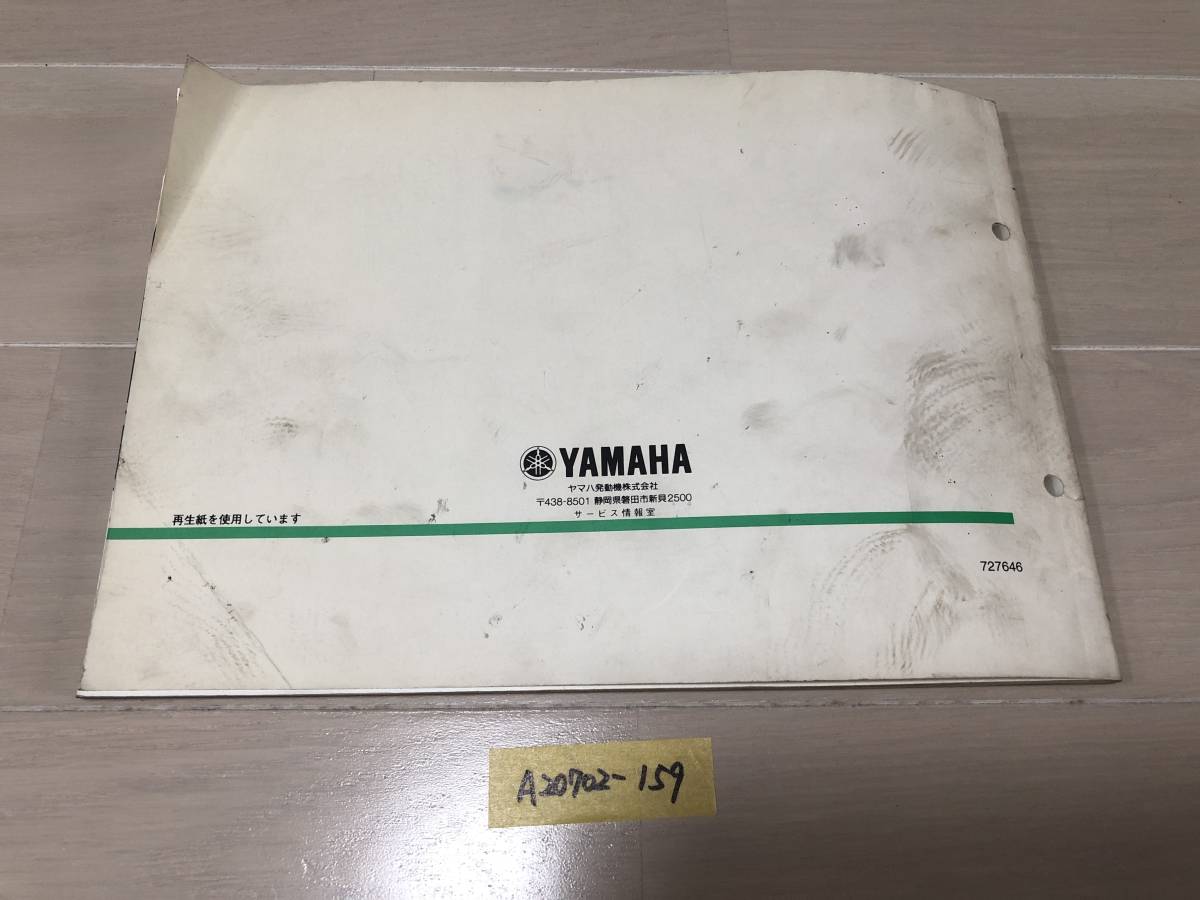 YAMAHA
ヤマハ発動機株式会社
〒438-8501 静岡県磐田市新貝2500
サービス情報室
再生紙を使用しています
727646
A20702-159